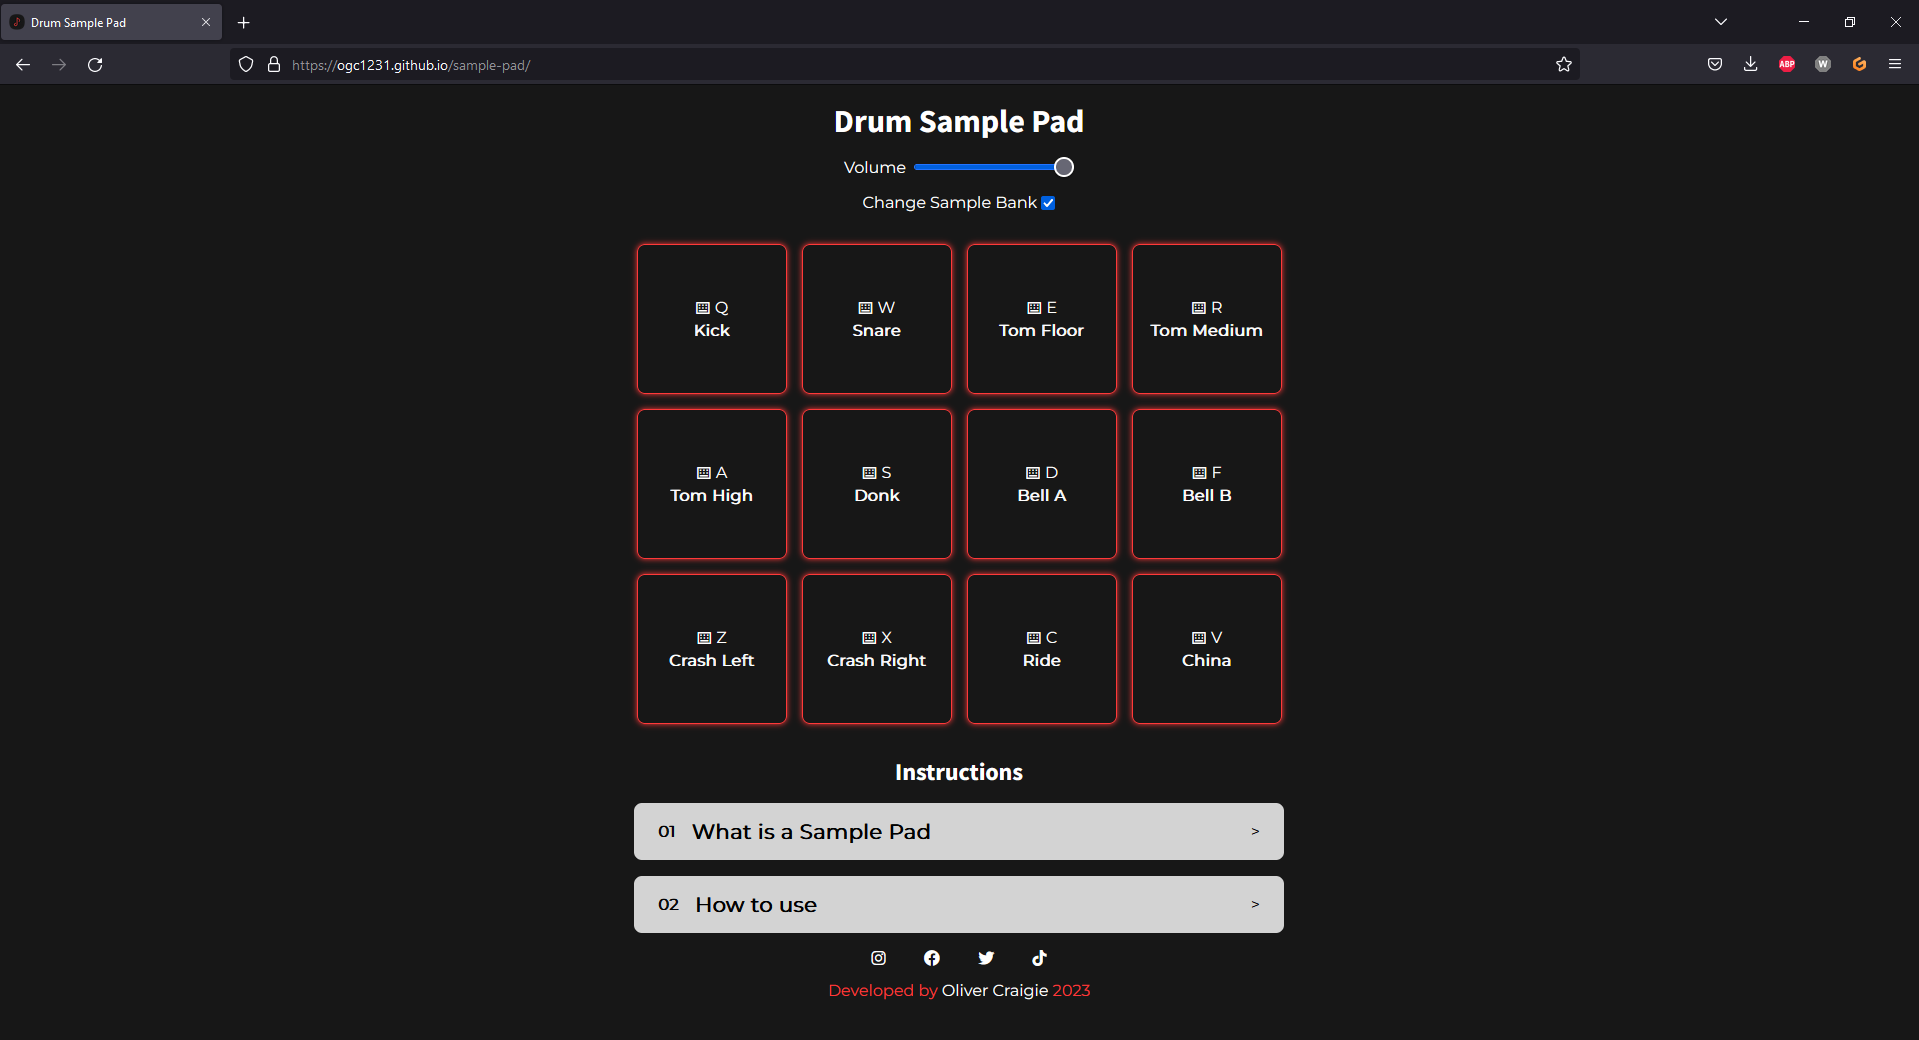 Drum Sample Pad
https://ogc1231.github.io/sample-pad/
ABP
W
G
Drum Sample Pad
Volume
Change Sample Bank
Q
Kick
W
Snare
E
Tom Floor
R
Tom Medium
A
Tom High
S
Donk
D
Bell A
F
Bell B
Z
Crash Left
X
Crash Right
C
Ride
V
China
Instructions
01 What is a Sample Pad >
02 How to use >
Developed by Oliver Craigie 2023